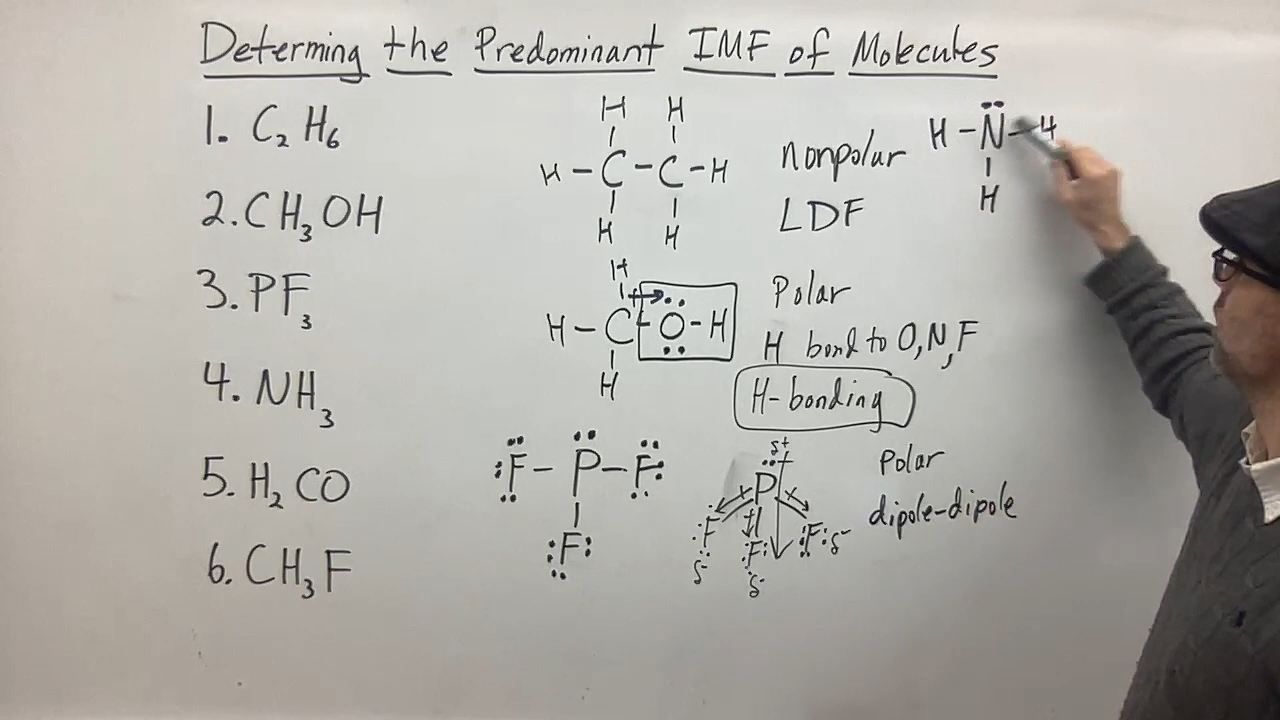 Determing the Predominant IMF of Molecules
1. C₂H₆
2. CH₃OH
3. PF₃
4. NH₃
5. H₂CO
6. CH₃F
H H
H – C – C – H
H H
nonpolar
LDF
H
H – C – O – H
H
Polar
H bond to O, N, F
H-bonding
F – P – F
F
δ+
P
F F F
δ- δ- δ-
Polar
dipole-dipole
H – N – H
H